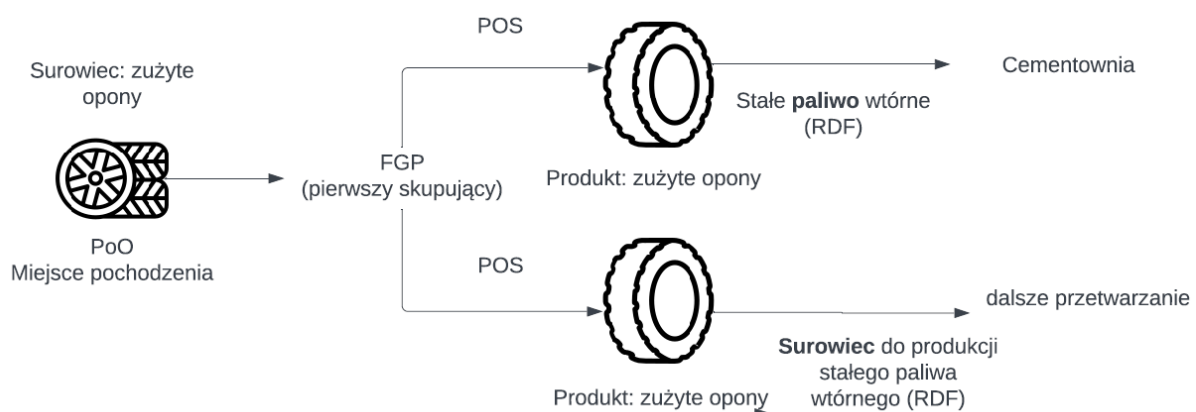 Surowiec: zużyte
opony
PoO
Miejsce pochodzenia
FGP
(pierwszy skupujący)
POS
Produkt: zużyte opony
Stałe paliwo wtórne
(RDF)
Cementownia
POS
Produkt: zużyte opony
Surowiec do produkcji
stałego paliwa
wtórnego (RDF)
dalsze przetwarzanie